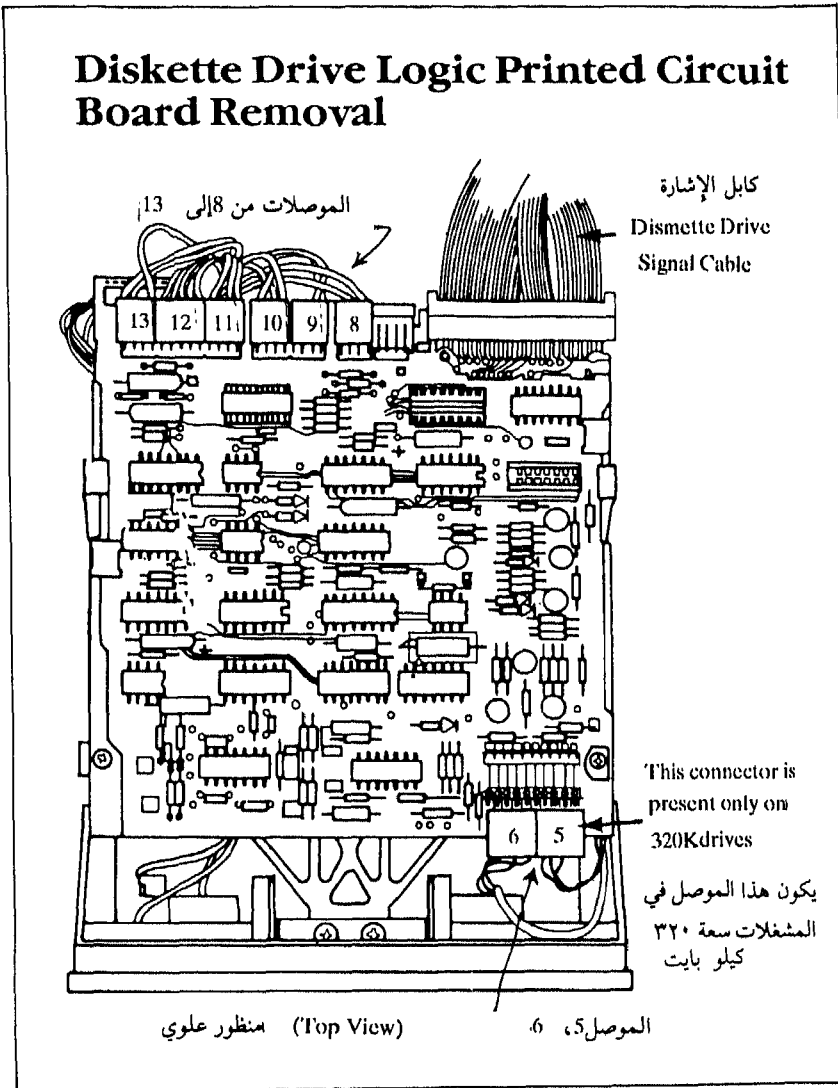 Diskette Drive Logic Printed Circuit
Board Removal
الموصلات من 8إلى 13
كابل الإشارة
Dismette Drive
Signal Cable
13 12 11 10 9 8
This connector is
present only on
320Kdrives
6 5
يكون هذا الموصل في
المشغلات سعة ٣٢٠
كيلو بايت
منظور علوي (Top View)
الموصل5، 6